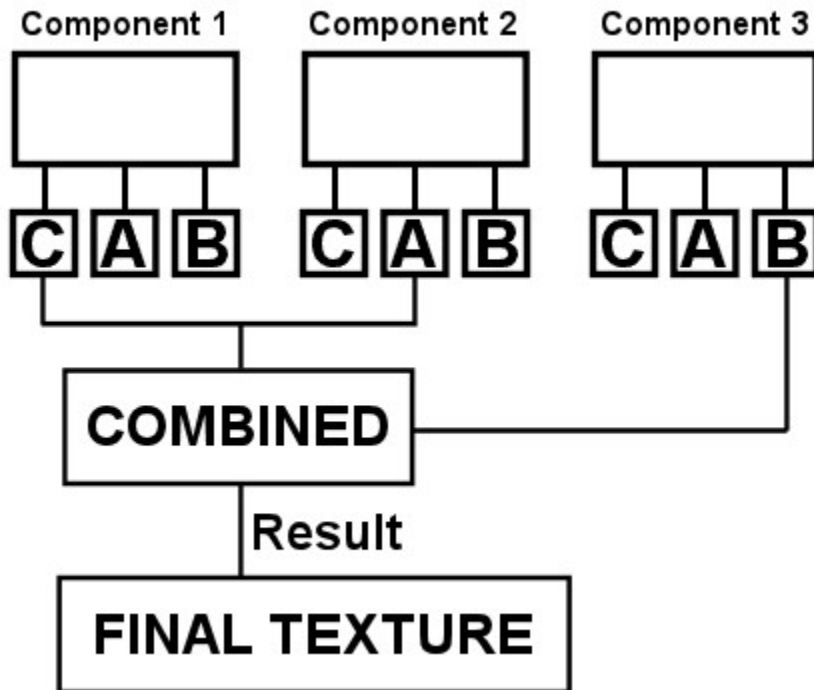 Component 1 Component 2 Component 3
C A B C A B C A B
COMBINED
Result
FINAL TEXTURE